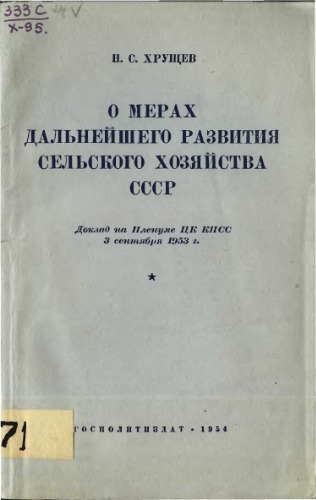 333 С
Х-95.
Н. С. ХРУЩЕВ
О МЕРАХ
ДАЛЬНЕЙШЕГО РАЗВИТИЯ
СЕЛЬСКОГО ХОЗЯЙСТВА
СССР
Доклад на Пленуме ЦК КПСС
3 сентября 1953 г.
71
ГОСПОЛИТИЗДАТ • 1954